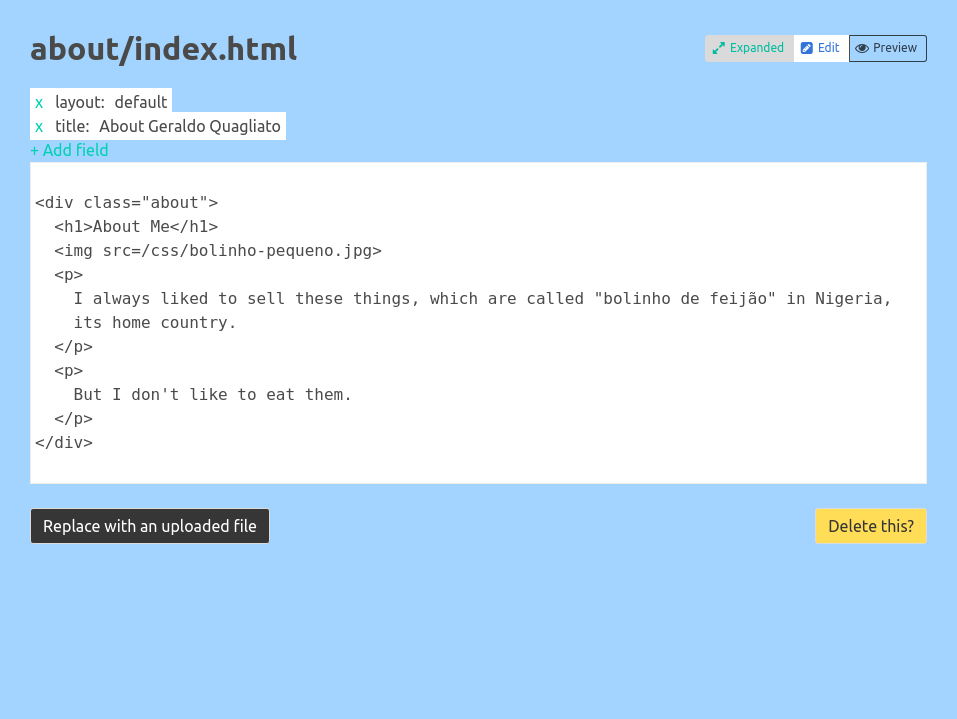 about/index.html
Expanded Edit Preview
x layout: default
x title: About Geraldo Quagliato
+ Add field
<div class="about">
  <h1>About Me</h1>
  <img src=/css/bolinho-pequeno.jpg>
  <p>
    I always liked to sell these things, which are called "bolinho de feijão" in Nigeria,
    its home country.
  </p>
  <p>
    But I don't like to eat them.
  </p>
</div>
Replace with an uploaded file Delete this?